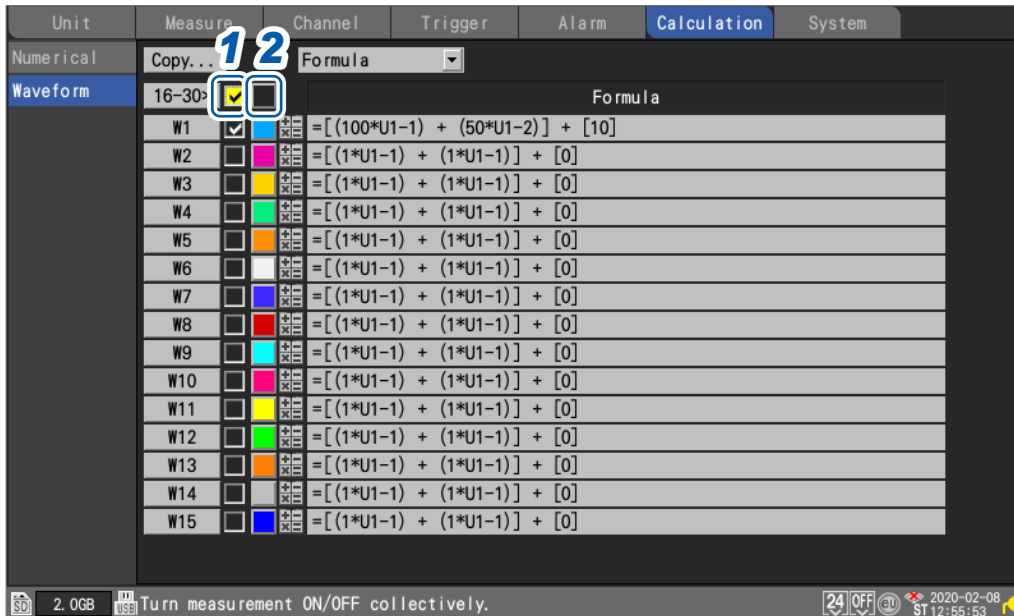 Unit Measure Channel Trigger Alarm Calculation System
Numerical Copy... 1 2 Formula
Waveform 16-30> Formula
W1 =[(100*U1-1) + (50*U1-2)] + [10]
W2 =[(1*U1-1) + (1*U1-1)] + [0]
W3 =[(1*U1-1) + (1*U1-1)] + [0]
W4 =[(1*U1-1) + (1*U1-1)] + [0]
W5 =[(1*U1-1) + (1*U1-1)] + [0]
W6 =[(1*U1-1) + (1*U1-1)] + [0]
W7 =[(1*U1-1) + (1*U1-1)] + [0]
W8 =[(1*U1-1) + (1*U1-1)] + [0]
W9 =[(1*U1-1) + (1*U1-1)] + [0]
W10 =[(1*U1-1) + (1*U1-1)] + [0]
W11 =[(1*U1-1) + (1*U1-1)] + [0]
W12 =[(1*U1-1) + (1*U1-1)] + [0]
W13 =[(1*U1-1) + (1*U1-1)] + [0]
W14 =[(1*U1-1) + (1*U1-1)] + [0]
W15 =[(1*U1-1) + (1*U1-1)] + [0]
SD 2.0GB USB Turn measurement ON/OFF collectively. 24 OFF EU 2020-02-08
ST 12:55:53